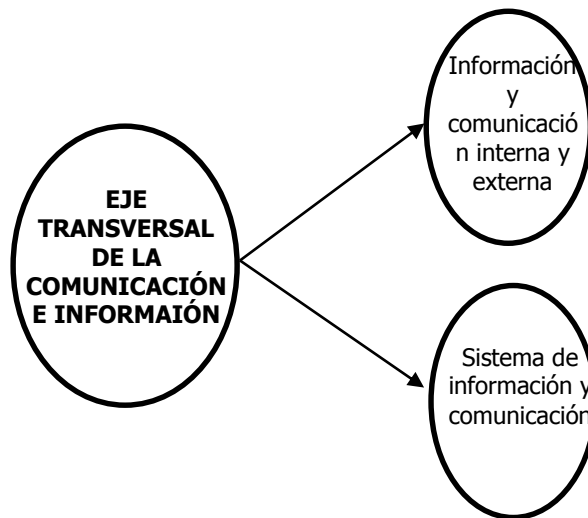 Información
y
comunicació
n interna y
externa
EJE
TRANSVERSAL
DE LA
COMUNICACIÓN
E INFORMAIÓN
Sistema de
información y
comunicación